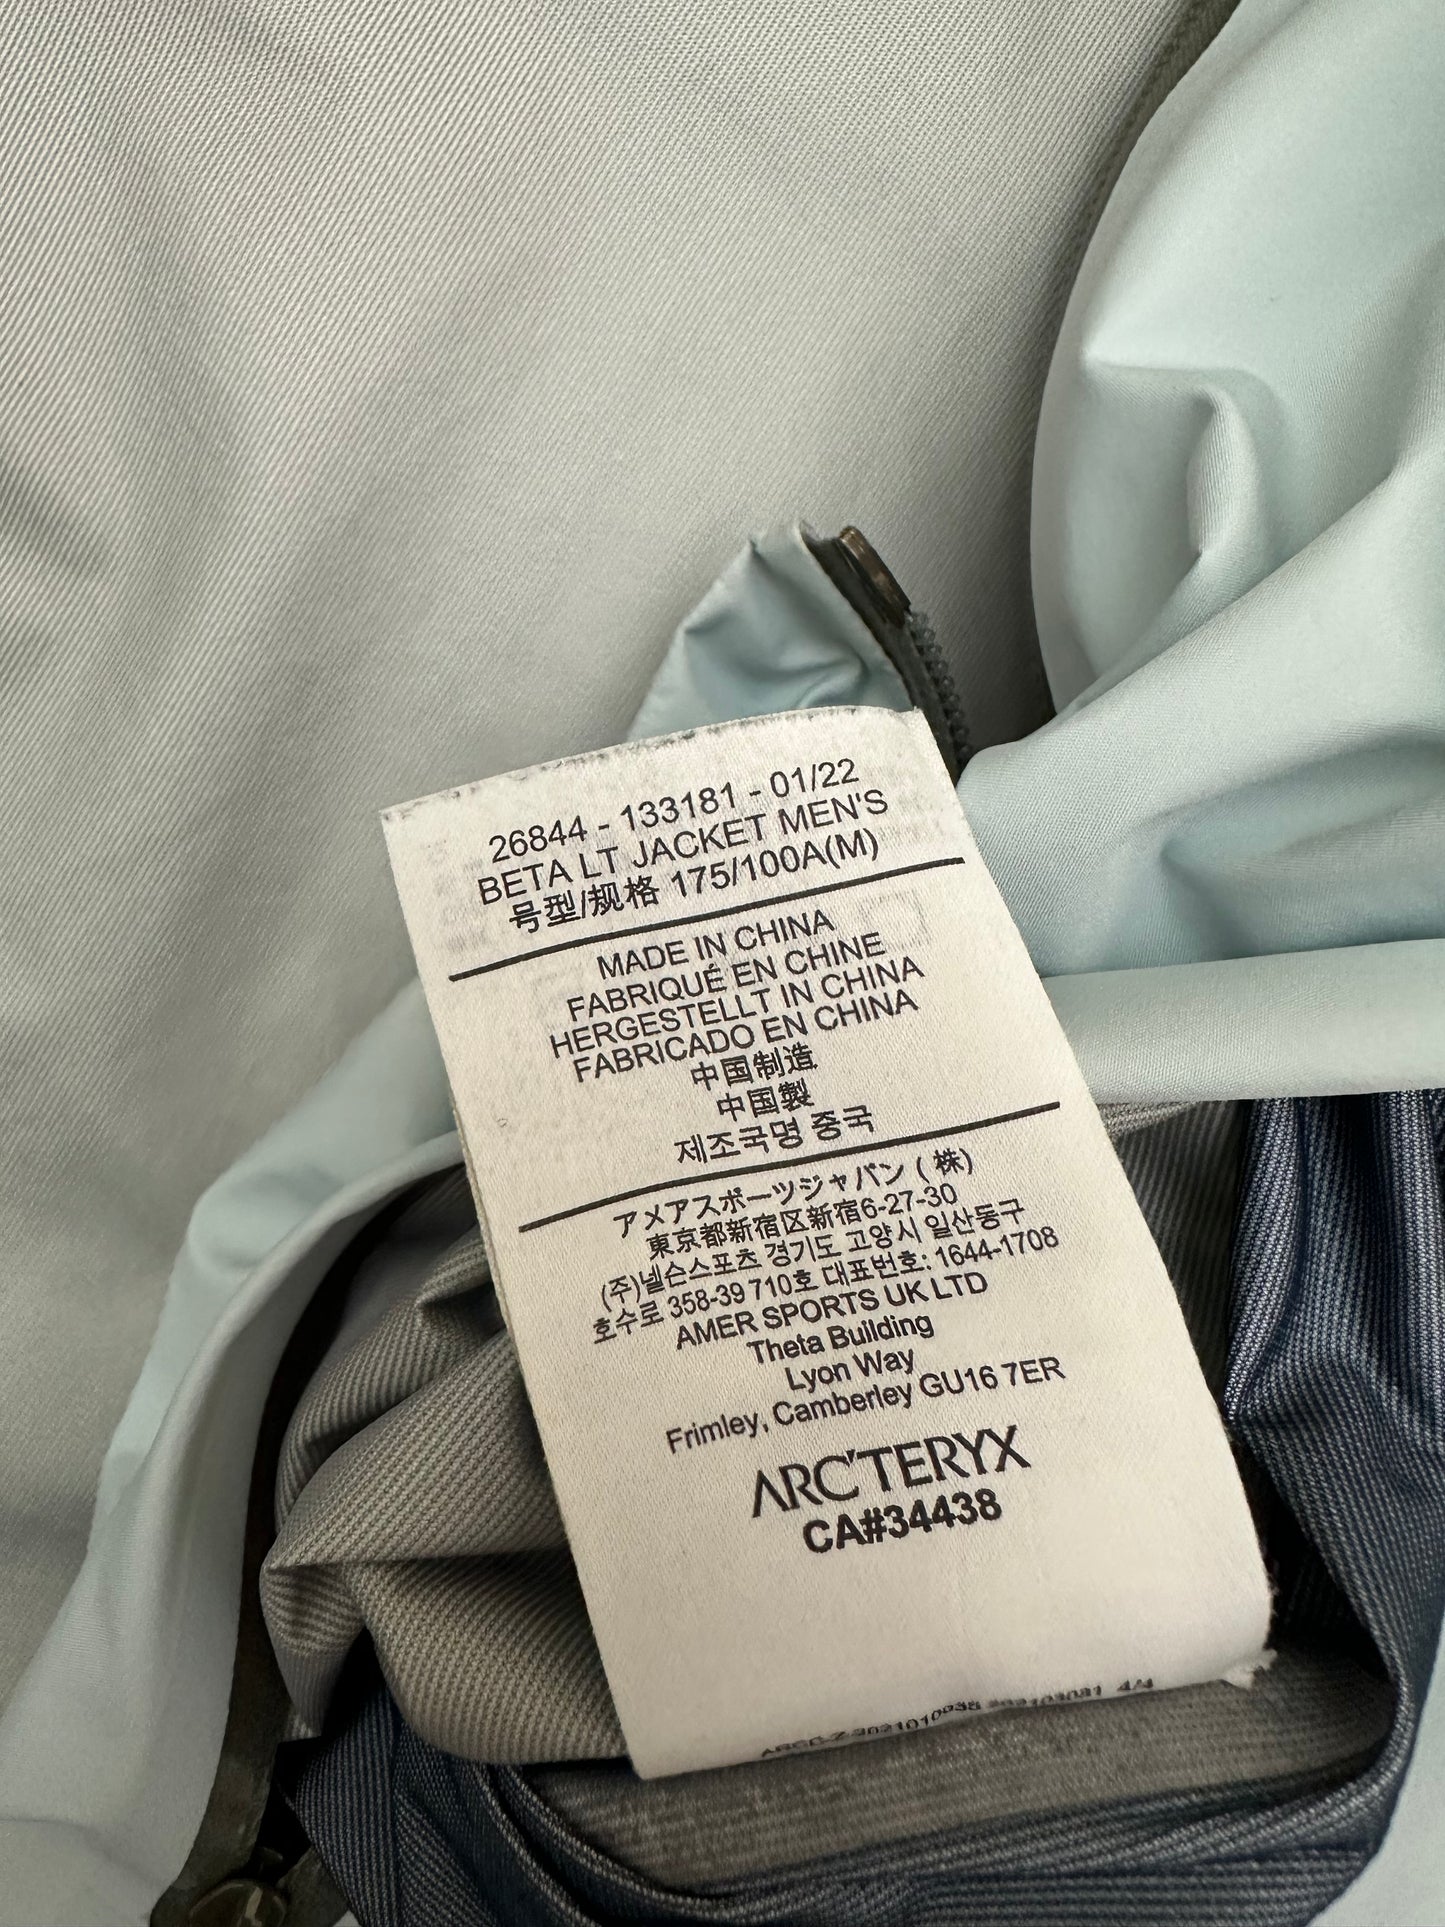 26844 - 133181 - 01/22
BETA LT JACKET MEN'S
号型/规格 175/100A(M)
MADE IN CHINA
FABRIQUÉ EN CHINE
HERGESTELLT IN CHINA
FABRICADO EN CHINA
中国制造
中国製
제조국명 중국
アメアスポーツジャパン ( 株)
東京都新宿区新宿6-27-30
(주)넬슨스포츠 경기도 고양시 일산동구
호수로 358-39 710호 대표번호: 1644-1708
AMER SPORTS UK LTD
Theta Building
Lyon Way
Frimley, Camberley GU16 7ER
ARC'TERYX
CA#34438
4/4